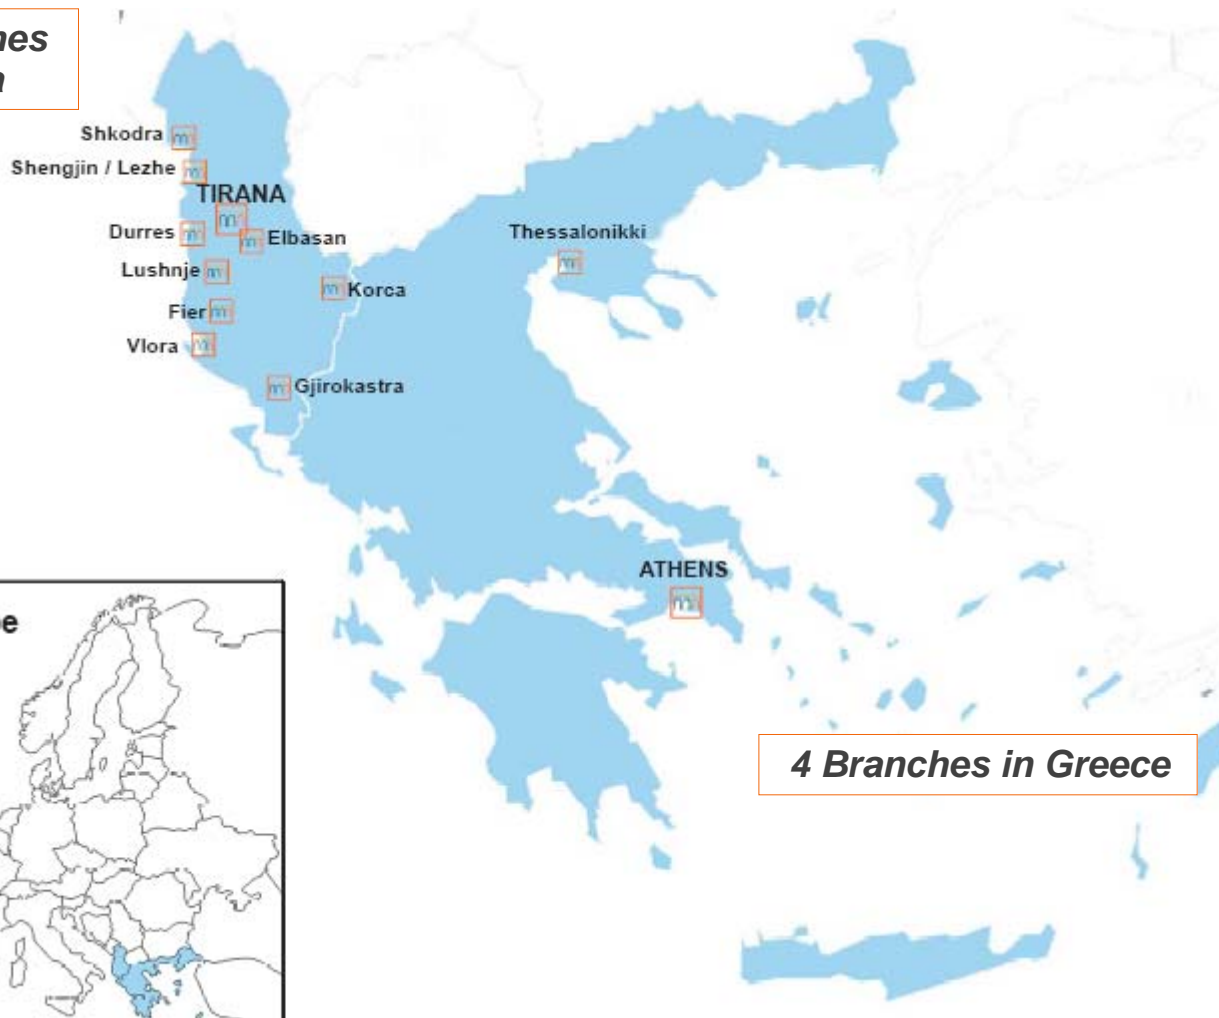 Shkodra
Shengjin / Lezhe
TIRANA
Durres
Elbasan
Thessalonikki
Lushnje
Korca
Fier
Vlora
Gjirokastra
ATHENS
4 Branches in Greece